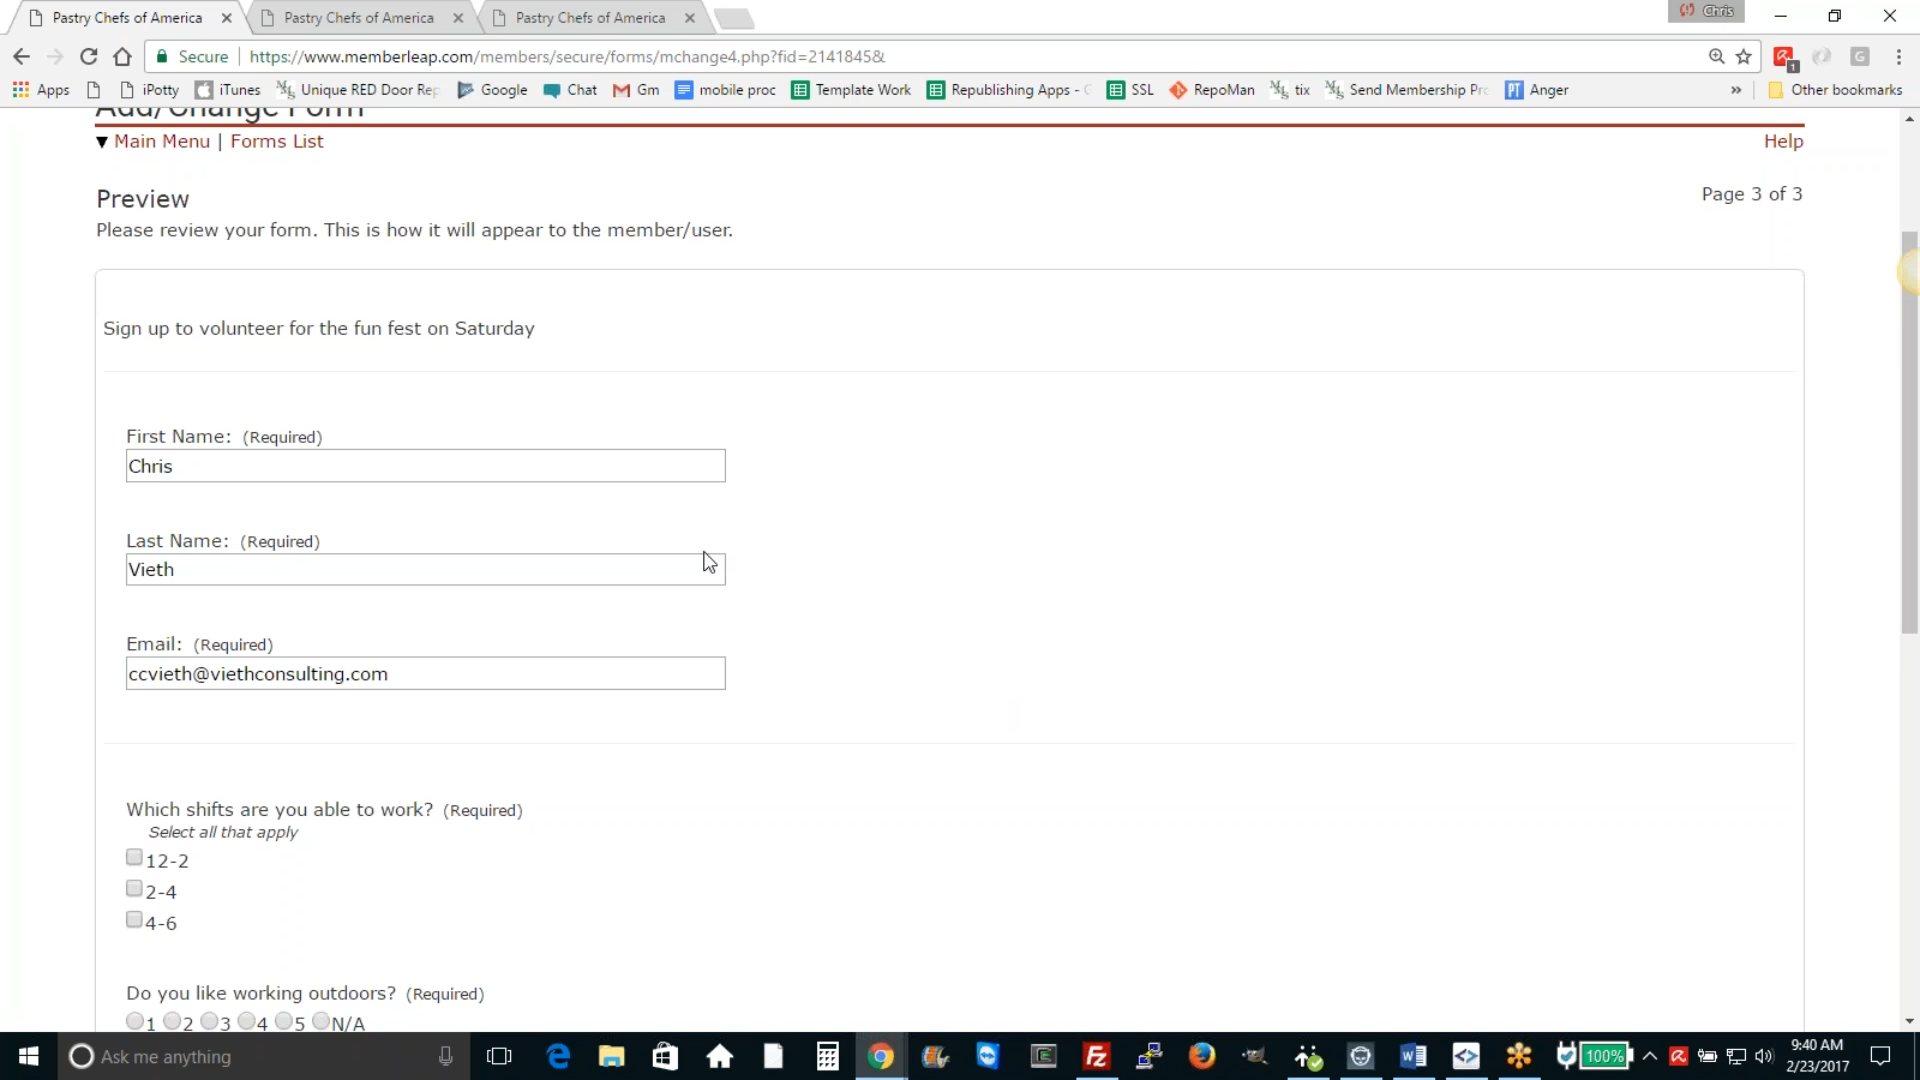 Pastry Chefs of America
Pastry Chefs of America
Pastry Chefs of America
Chris
Secure
https://www.memberleap.com/members/secure/forms/mchange4.php?fid=2141845&
1
G
Apps
iPotty
iTunes
Unique RED Door Rep
Google
Chat
Gm
mobile proc
Template Work
Republishing Apps -
SSL
RepoMan
tix
Send Membership Pr
PT Anger
»
Other bookmarks
Add/Change Form
▼ Main Menu | Forms List
Help
Preview
Page 3 of 3
Please review your form. This is how it will appear to the member/user.
Sign up to volunteer for the fun fest on Saturday
First Name: (Required)
Chris
Last Name: (Required)
Vieth
Email: (Required)
ccvieth@viethconsulting.com
Which shifts are you able to work? (Required)
Select all that apply
12-2
2-4
4-6
Do you like working outdoors? (Required)
1 2 3 4 5 N/A
Ask me anything
100%
9:40 AM
2/23/2017